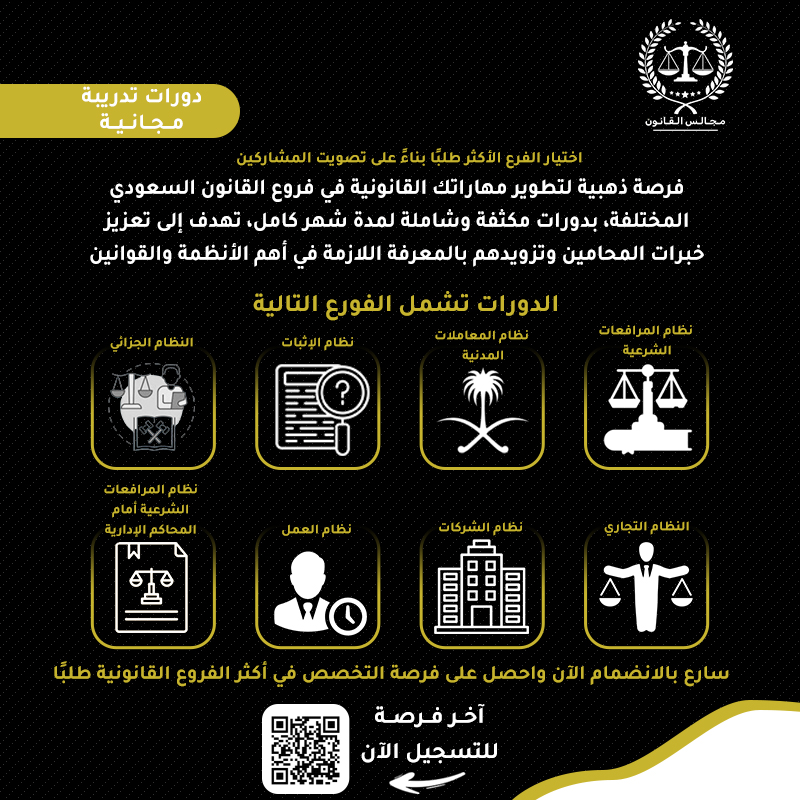 مجالس القانون
دورات تدريبة
مـجـانـيـة
اختيار الفرع الأكثر طلبًا بناءً على تصويت المشاركين
فرصة ذهبية لتطوير مهاراتك القانونية في فروع القانون السعودي
المختلفة، بدورات مكثفة وشاملة لمدة شهر كامل، تهدف إلى تعزيز
خبرات المحامين وتزويدهم بالمعرفة اللازمة في أهم الأنظمة والقوانين
الدورات تشمل الفورع التالية
نظام المرافعات
الشرعية
نظام المعاملات
المدنية
نظام الإثبات
النظام الجزائي
النظام التجاري
نظام الشركات
نظام العمل
نظام المرافعات
الشرعية أمام
المحاكم الإدارية
سارع بالانضمام الآن واحصل على فرصة التخصص في أكثر الفروع القانونية طلبًا
آخـر فـرصـة
للتسجيل الآن